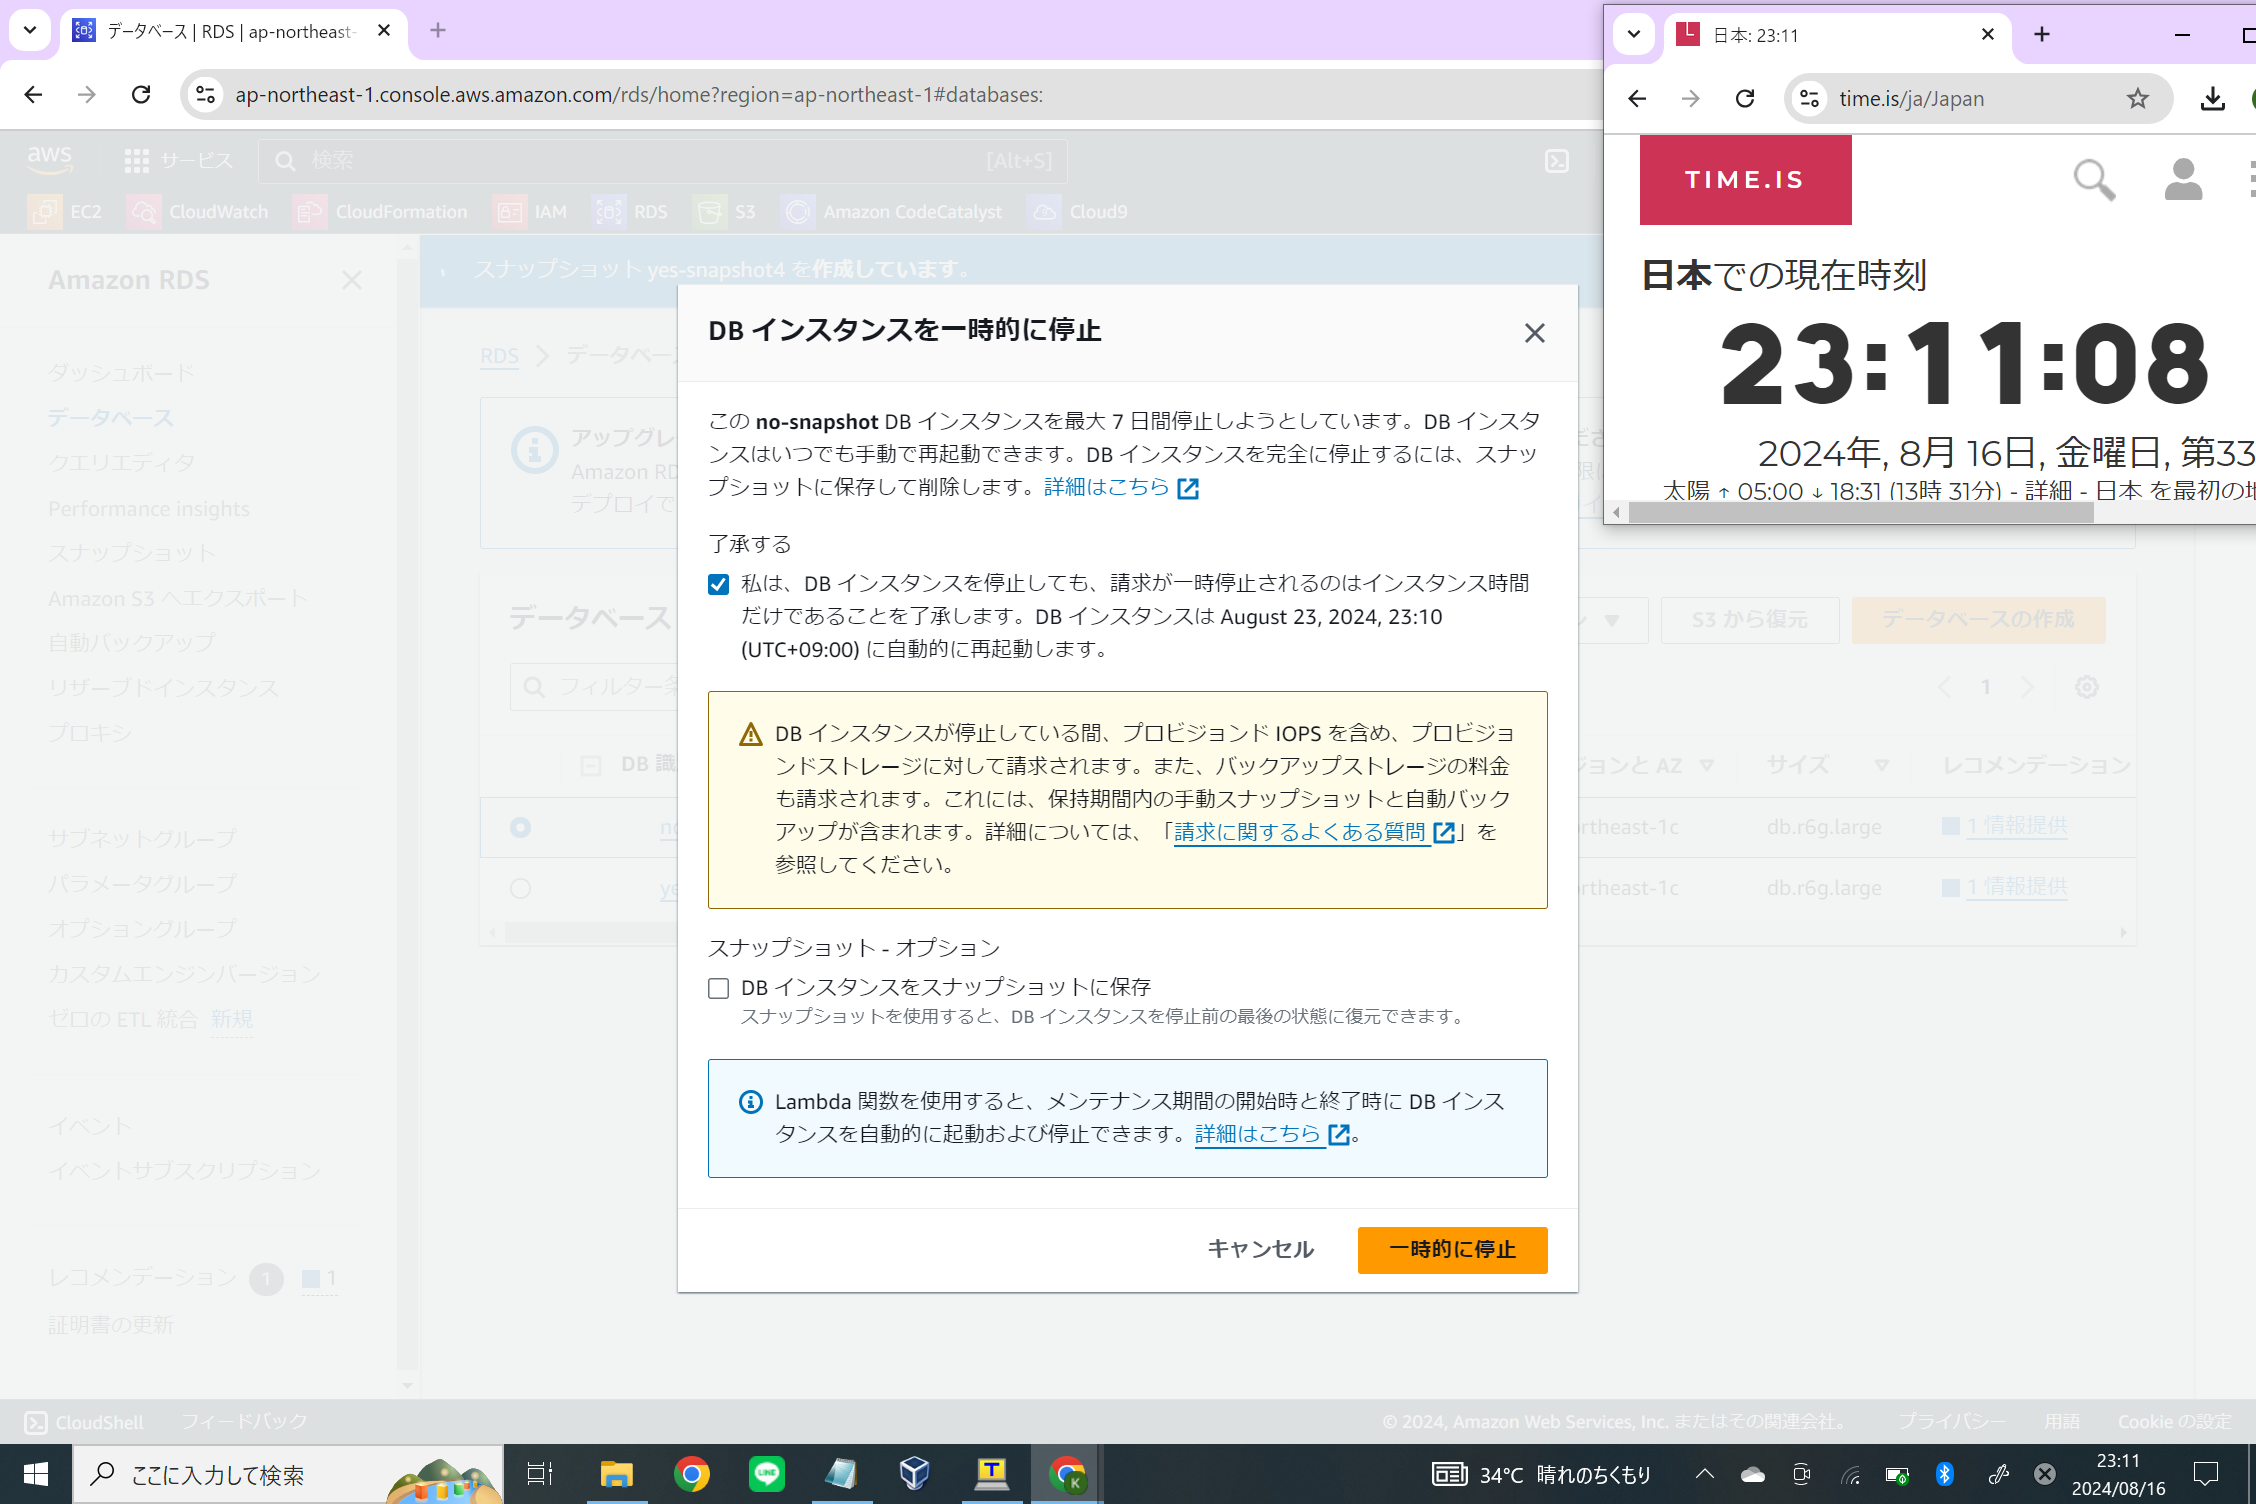 データベース | RDS | ap-northeast-
ap-northeast-1.console.aws.amazon.com/rds/home?region=ap-northeast-1#databases:
aws
サービス
検索
[Alt+S]
EC2
CloudWatch
CloudFormation
IAM
RDS
S3
Amazon CodeCatalyst
Cloud9
日本: 23:11
time.is/ja/Japan
TIME.IS
日本での現在時刻
23:11:08
2024年, 8月 16日, 金曜日, 第33
太陽 ↑ 05:00 ↓ 18:31 (13時 31分) - 詳細 - 日本 を最初の
Amazon RDS
ダッシュボード
データベース
クエリエディタ
Performance insights
スナップショット
Amazon S3 へエクスポート
自動バックアップ
リザーブドインスタンス
プロキシ
サブネットグループ
パラメータグループ
オプショングループ
カスタムエンジンバージョン
ゼロの ETL 統合 新規
イベント
イベントサブスクリプション
レコメンデーション 1 1
証明書の更新
スナップショット yes-snapshot4 を作成しています。
RDS
データベー
アップグレ
Amazon RD
デプロイで
データベース
S3 から復元
データベースの作成
フィルター条
1
DB 識
ジョンと AZ
サイズ
レコメンデーション
rtheast-1c
db.r6g.large
1 情報提供
ye
rtheast-1c
db.r6g.large
1 情報提供
DB インスタンスを一時的に停止
この no-snapshot DB インスタンスを最大 7 日間停止しようとしています。DB インスタ
ンスはいつでも手動で再起動できます。DB インスタンスを完全に停止するには、スナッ
プショットに保存して削除します。詳細はこちら
了承する
私は、DB インスタンスを停止しても、請求が一時停止されるのはインスタンス時間
だけであることを了承します。DB インスタンスは August 23, 2024, 23:10
(UTC+09:00) に自動的に再起動します。
DB インスタンスが停止している間、プロビジョンド IOPS を含め、プロビジョ
ンドストレージに対して請求されます。また、バックアップストレージの料金
も請求されます。これには、保持期間内の手動スナップショットと自動バック
アップが含まれます。詳細については、「請求に関するよくある質問」を
参照してください。
スナップショット - オプション
DB インスタンスをスナップショットに保存
スナップショットを使用すると、DB インスタンスを停止前の最後の状態に復元できます。
Lambda 関数を使用すると、メンテナンス期間の開始時と終了時に DB インス
タンスを自動的に起動および停止できます。詳細はこちら。
キャンセル
一時的に停止
CloudShell
フィードバック
© 2024, Amazon Web Services, Inc. またはその関連会社。
プライバシー
用語
Cookie の設定
ここに入力して検索
34°C 晴れのちくもり
23:11
2024/08/16